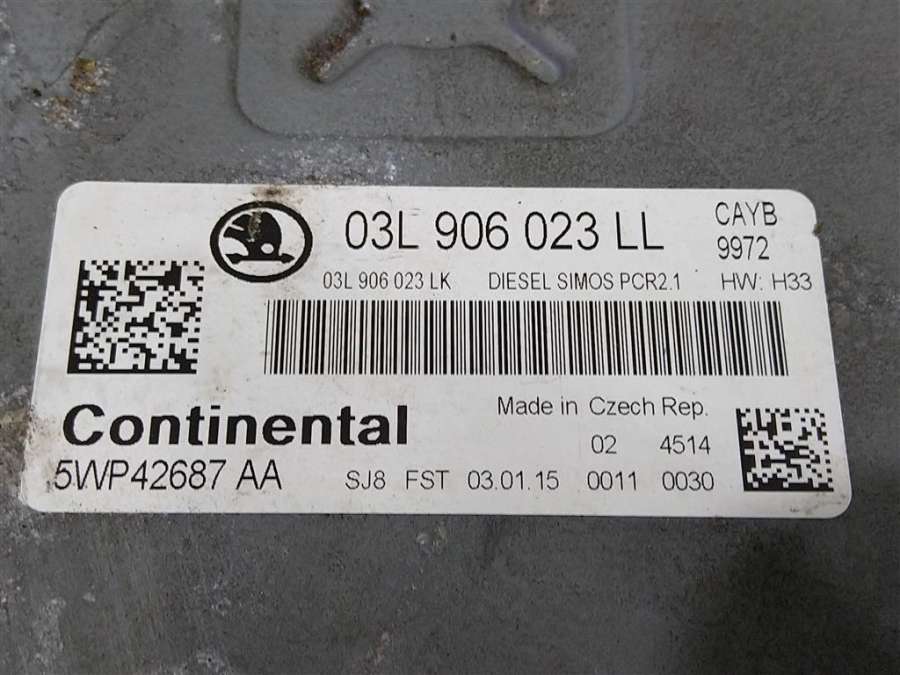 03L 906 023 LL CAYB
9972
03L 906 023 LK DIESEL SIMOS PCR2.1 HW: H33
Continental Made in Czech Rep.
02 4514
5WP42687 AA SJ8 FST 03.01.15 0011 0030